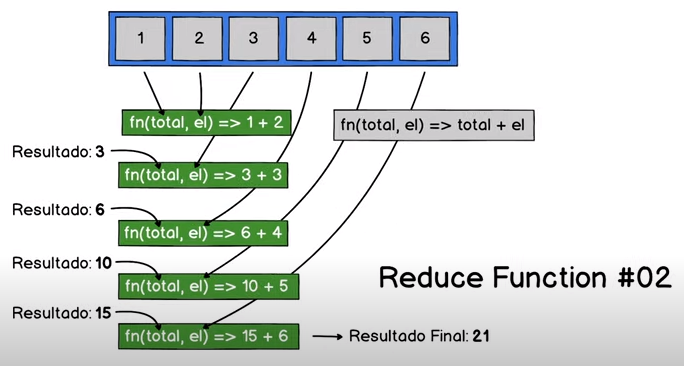 1 2 3 4 5 6
fn(total, el) => 1 + 2
fn(total, el) => total + el
Resultado: 3
fn(total, el) => 3 + 3
Resultado: 6
fn(total, el) => 6 + 4
Resultado: 10
fn(total, el) => 10 + 5
Reduce Function #02
Resultado: 15
fn(total, el) => 15 + 6
Resultado Final: 21